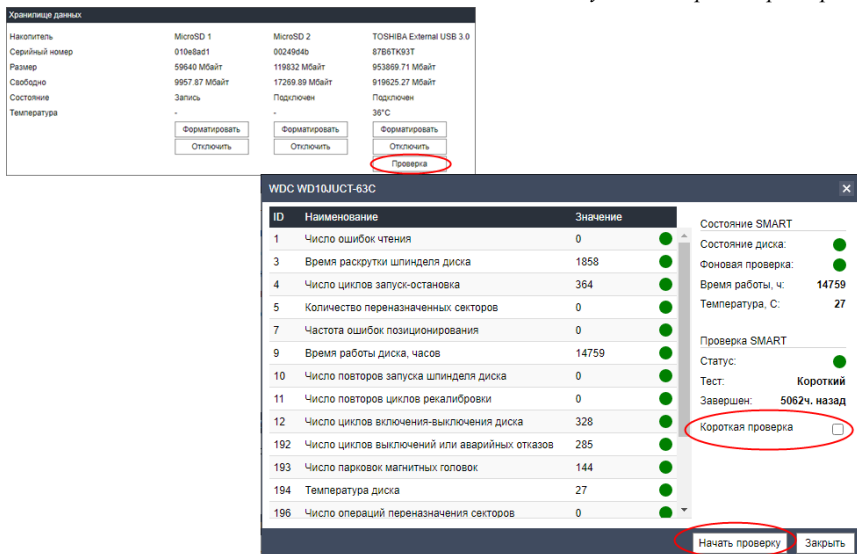 Хранилище данных
Накопитель MicroSD 1 MicroSD 2 TOSHIBA External USB 3.0
Серийный номер 010e8ad1 00249d4b 87B6TK93T
Размер 59640 Мбайт 119832 Мбайт 953869.71 Мбайт
Свободно 9957.87 Мбайт 17269.89 Мбайт 919625.27 Мбайт
Состояние Запись Подключен Подключен
Температура - - 36°C
Форматировать Форматировать Форматировать
Отключить Отключить Отключить
Проверка
WDC WD10JUCT-63C ×
ID Наименование Значение
1 Число ошибок чтения 0
3 Время раскрутки шпинделя диска 1858
4 Число циклов запуск-остановка 364
5 Количество переназначенных секторов 0
7 Частота ошибок позиционирования 0
9 Время работы диска, часов 14759
10 Число повторов запуска шпинделя диска 0
11 Число повторов циклов рекалибровки 0
12 Число циклов включения-выключения диска 328
192 Число циклов выключений или аварийных отказов 285
193 Число парковок магнитных головок 144
194 Температура диска 27
196 Число операций переназначения секторов 0
Состояние SMART
Состояние диска:
Фоновая проверка:
Время работы, ч: 14759
Температура, С: 27
Проверка SMART
Статус:
Тест: Короткий
Завершен: 5062ч. назад
Короткая проверка
Начать проверку Закрыть